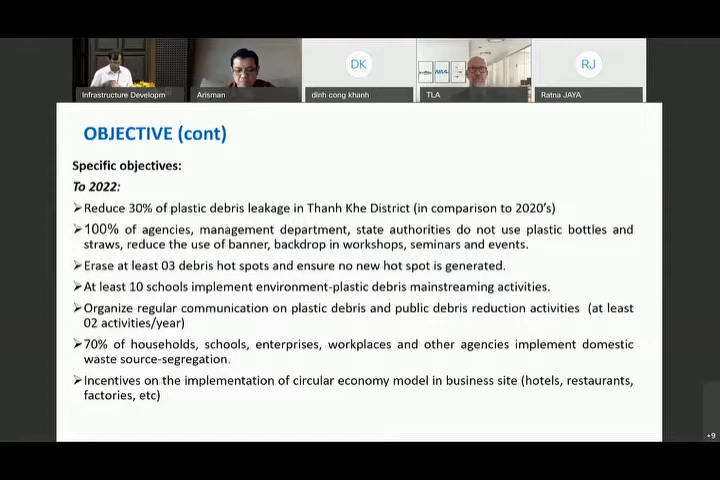 DK
RJ
Infrastructure Developm
Arisman
dinh cong khanh
TLA
Ratna JAYA
OBJECTIVE (cont)
Specific objectives:
To 2022:
➢Reduce 30% of plastic debris leakage in Thanh Khe District (in comparison to 2020's)
➢100% of agencies, management department, state authorities do not use plastic bottles and
straws, reduce the use of banner, backdrop in workshops, seminars and events.
➢Erase at least 03 debris hot spots and ensure no new hot spot is generated.
➢At least 10 schools implement environment-plastic debris mainstreaming activities.
➢Organize regular communication on plastic debris and public debris reduction activities (at least
02 activities/year)
➢70% of households, schools, enterprises, workplaces and other agencies implement domestic
waste source-segregation.
➢Incentives on the implementation of circular economy model in business site (hotels, restaurants,
factories, etc)
+9